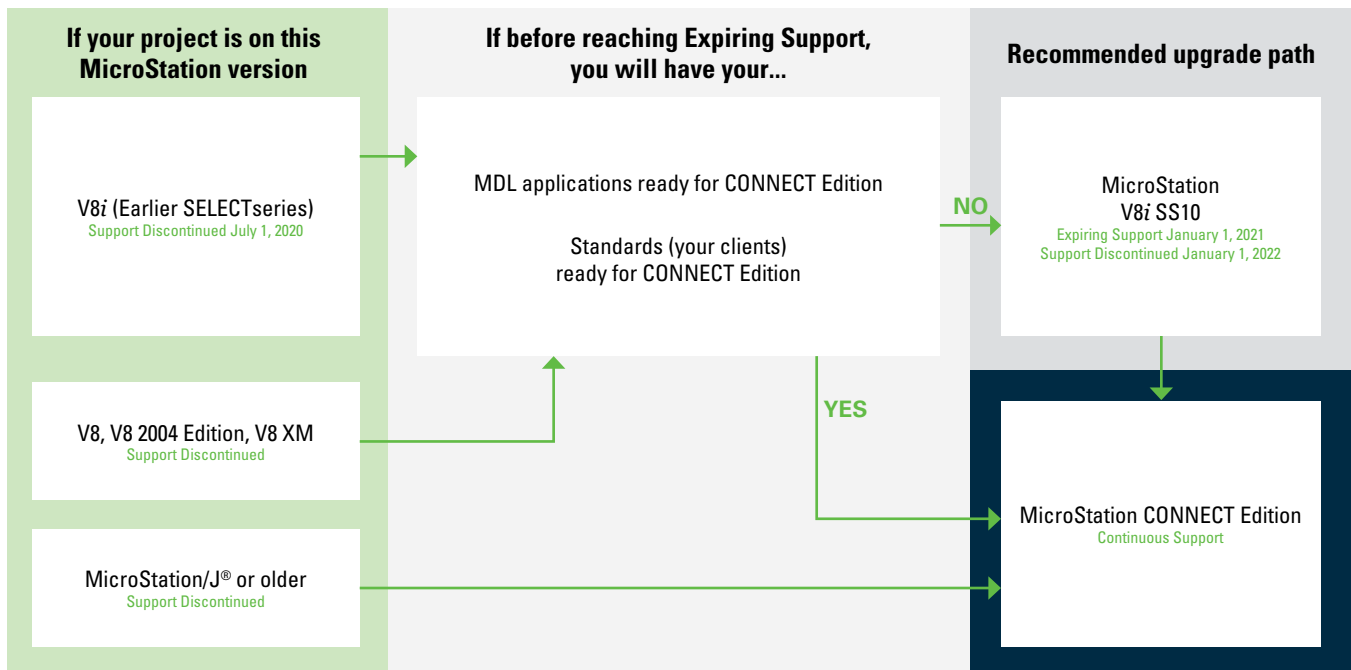 If your project is on this
MicroStation version
If before reaching Expiring Support,
you will have your...
Recommended upgrade path
V8i (Earlier SELECTseries)
Support Discontinued July 1, 2020
MDL applications ready for CONNECT Edition
Standards (your clients)
ready for CONNECT Edition
NO
MicroStation
V8i SS10
Expiring Support January 1, 2021
Support Discontinued January 1, 2022
V8, V8 2004 Edition, V8 XM
Support Discontinued
YES
MicroStation CONNECT Edition
Continuous Support
MicroStation/J® or older
Support Discontinued